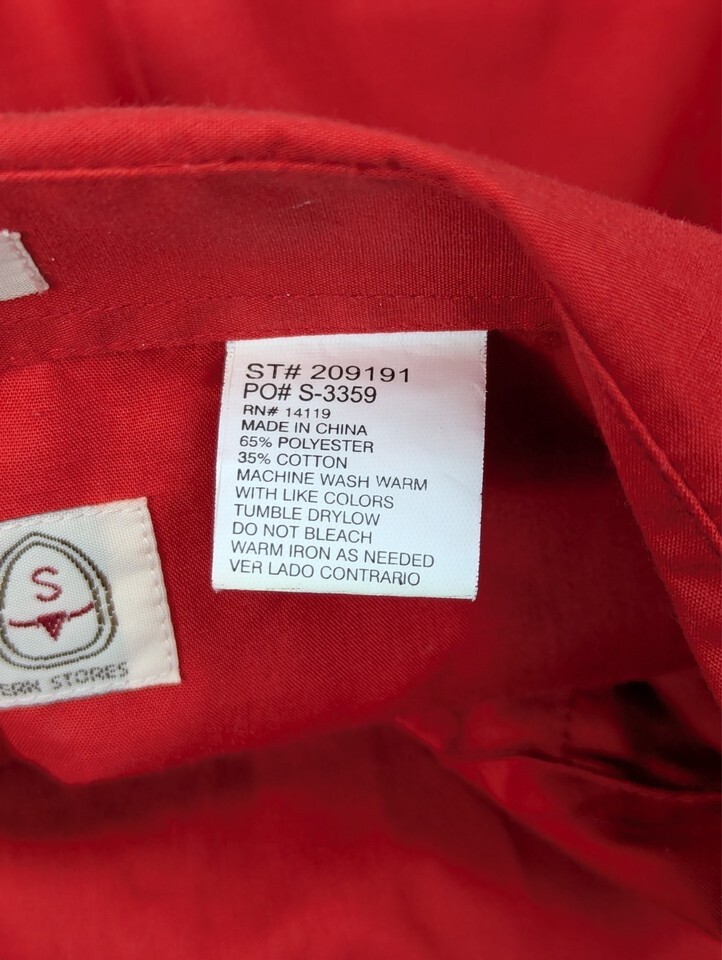 ST# 209191
PO# S-3359
RN# 14119
MADE IN CHINA
65% POLYESTER
35% COTTON
MACHINE WASH WARM
WITH LIKE COLORS
TUMBLE DRYLOW
DO NOT BLEACH
WARM IRON AS NEEDED
VER LADO CONTRARIO
S
ERN STORES